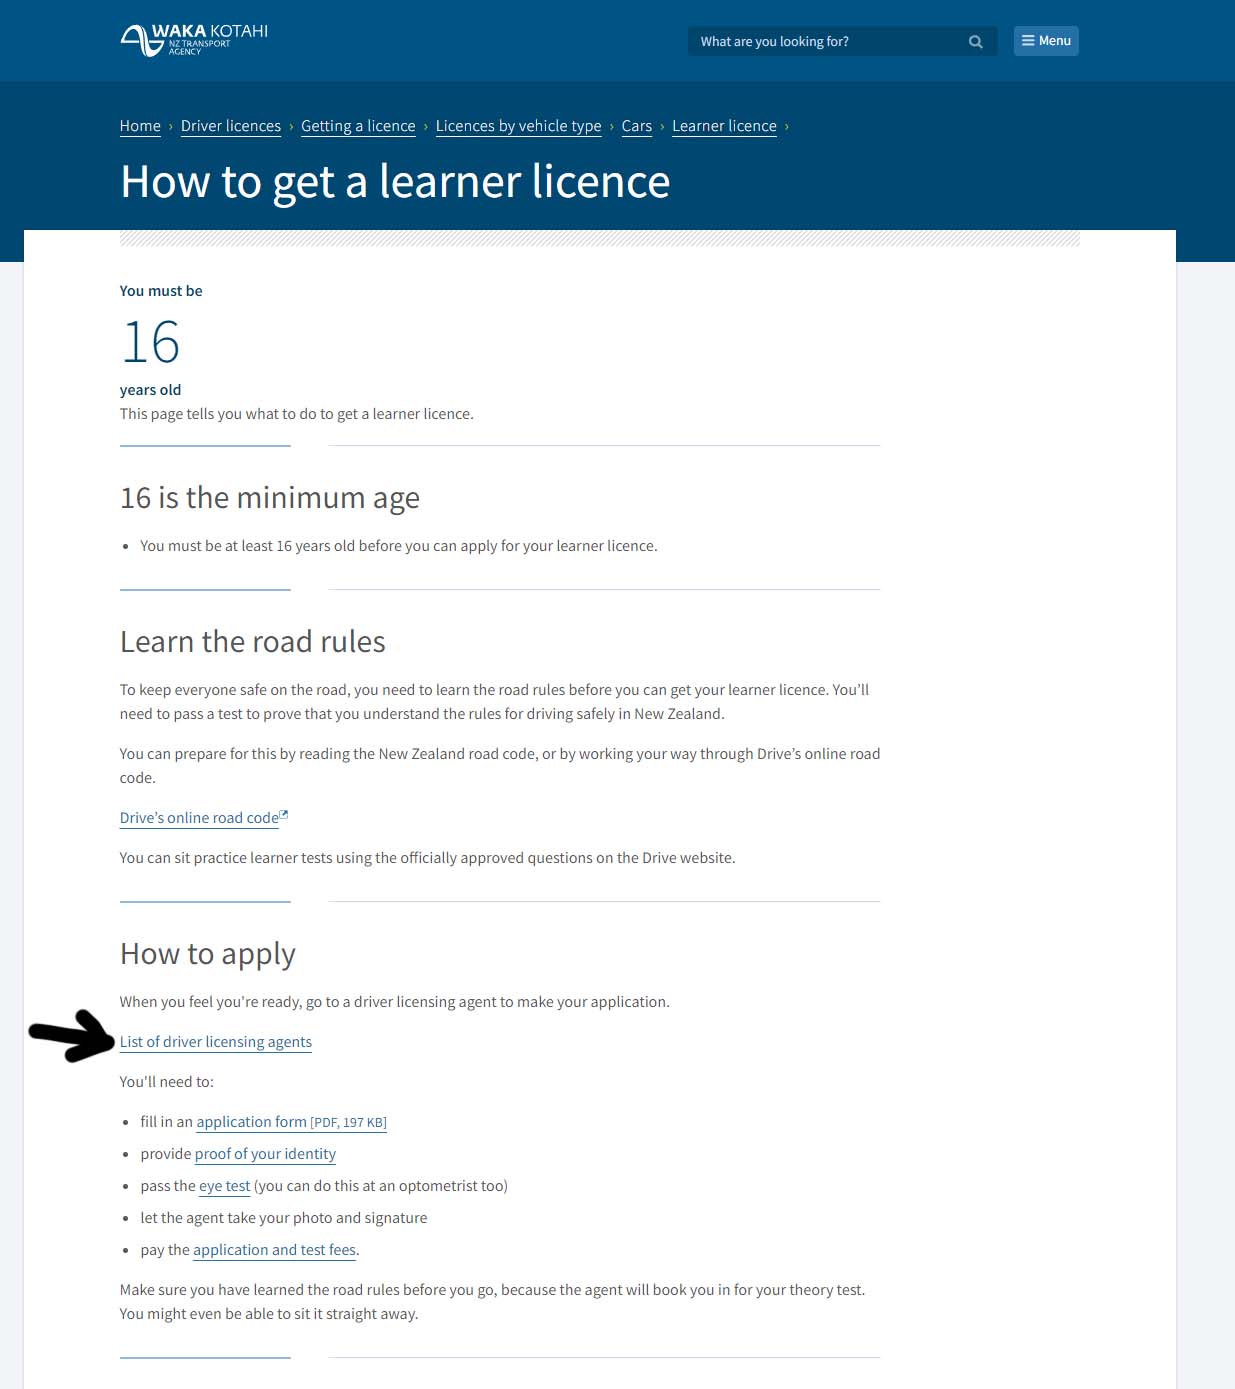 WAKA KOTAHI
NZ TRANSPORT
AGENCY
What are you looking for?
Menu
Home › Driver licences › Getting a licence › Licences by vehicle type › Cars › Learner licence ›
How to get a learner licence
You must be
16
years old
This page tells you what to do to get a learner licence.
16 is the minimum age
• You must be at least 16 years old before you can apply for your learner licence.
Learn the road rules
To keep everyone safe on the road, you need to learn the road rules before you can get your learner licence. You’ll
need to pass a test to prove that you understand the rules for driving safely in New Zealand.
You can prepare for this by reading the New Zealand road code, or by working your way through Drive’s online road
code.
Drive’s online road code
You can sit practice learner tests using the officially approved questions on the Drive website.
How to apply
When you feel you're ready, go to a driver licensing agent to make your application.
List of driver licensing agents
You'll need to:
• fill in an application form [PDF, 197 KB]
• provide proof of your identity
• pass the eye test (you can do this at an optometrist too)
• let the agent take your photo and signature
• pay the application and test fees.
Make sure you have learned the road rules before you go, because the agent will book you in for your theory test.
You might even be able to sit it straight away.